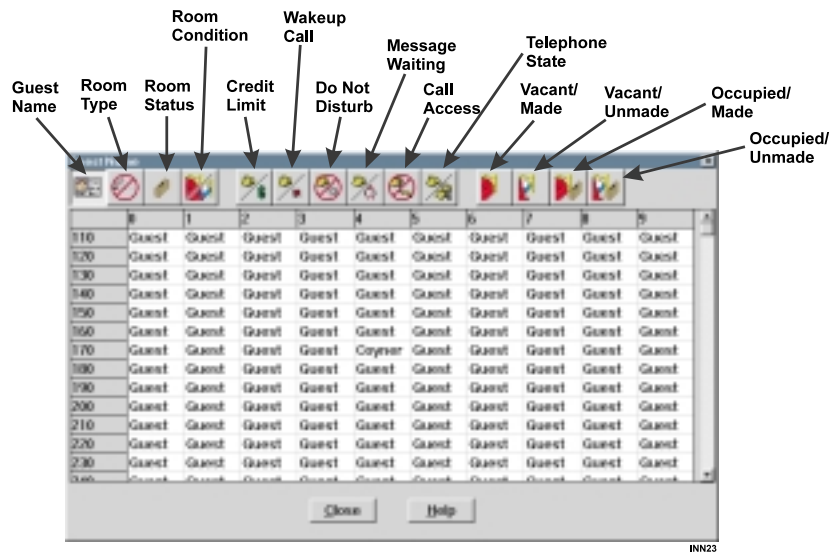 Room Condition
Wakeup Call
Message Waiting
Telephone State
Guest Name
Room Type
Room Status
Credit Limit
Do Not Disturb
Call Access
Vacant/ Made
Vacant/ Unmade
Occupied/ Made
Occupied/ Unmade
Guest Name
0 1 2 3 4 5 6 7 8 9
110 Guest Guest Guest Guest Guest Guest Guest Guest Guest Guest
120 Guest Guest Guest Guest Guest Guest Guest Guest Guest Guest
130 Guest Guest Guest Guest Guest Guest Guest Guest Guest Guest
140 Guest Guest Guest Guest Guest Guest Guest Guest Guest Guest
150 Guest Guest Guest Guest Guest Guest Guest Guest Guest Guest
160 Guest Guest Guest Guest Guest Guest Guest Guest Guest Guest
170 Guest Guest Guest Guest Coyner Guest Guest Guest Guest Guest
180 Guest Guest Guest Guest Guest Guest Guest Guest Guest Guest
190 Guest Guest Guest Guest Guest Guest Guest Guest Guest Guest
200 Guest Guest Guest Guest Guest Guest Guest Guest Guest Guest
210 Guest Guest Guest Guest Guest Guest Guest Guest Guest Guest
220 Guest Guest Guest Guest Guest Guest Guest Guest Guest Guest
230 Guest Guest Guest Guest Guest Guest Guest Guest Guest Guest
Close Help
INN23